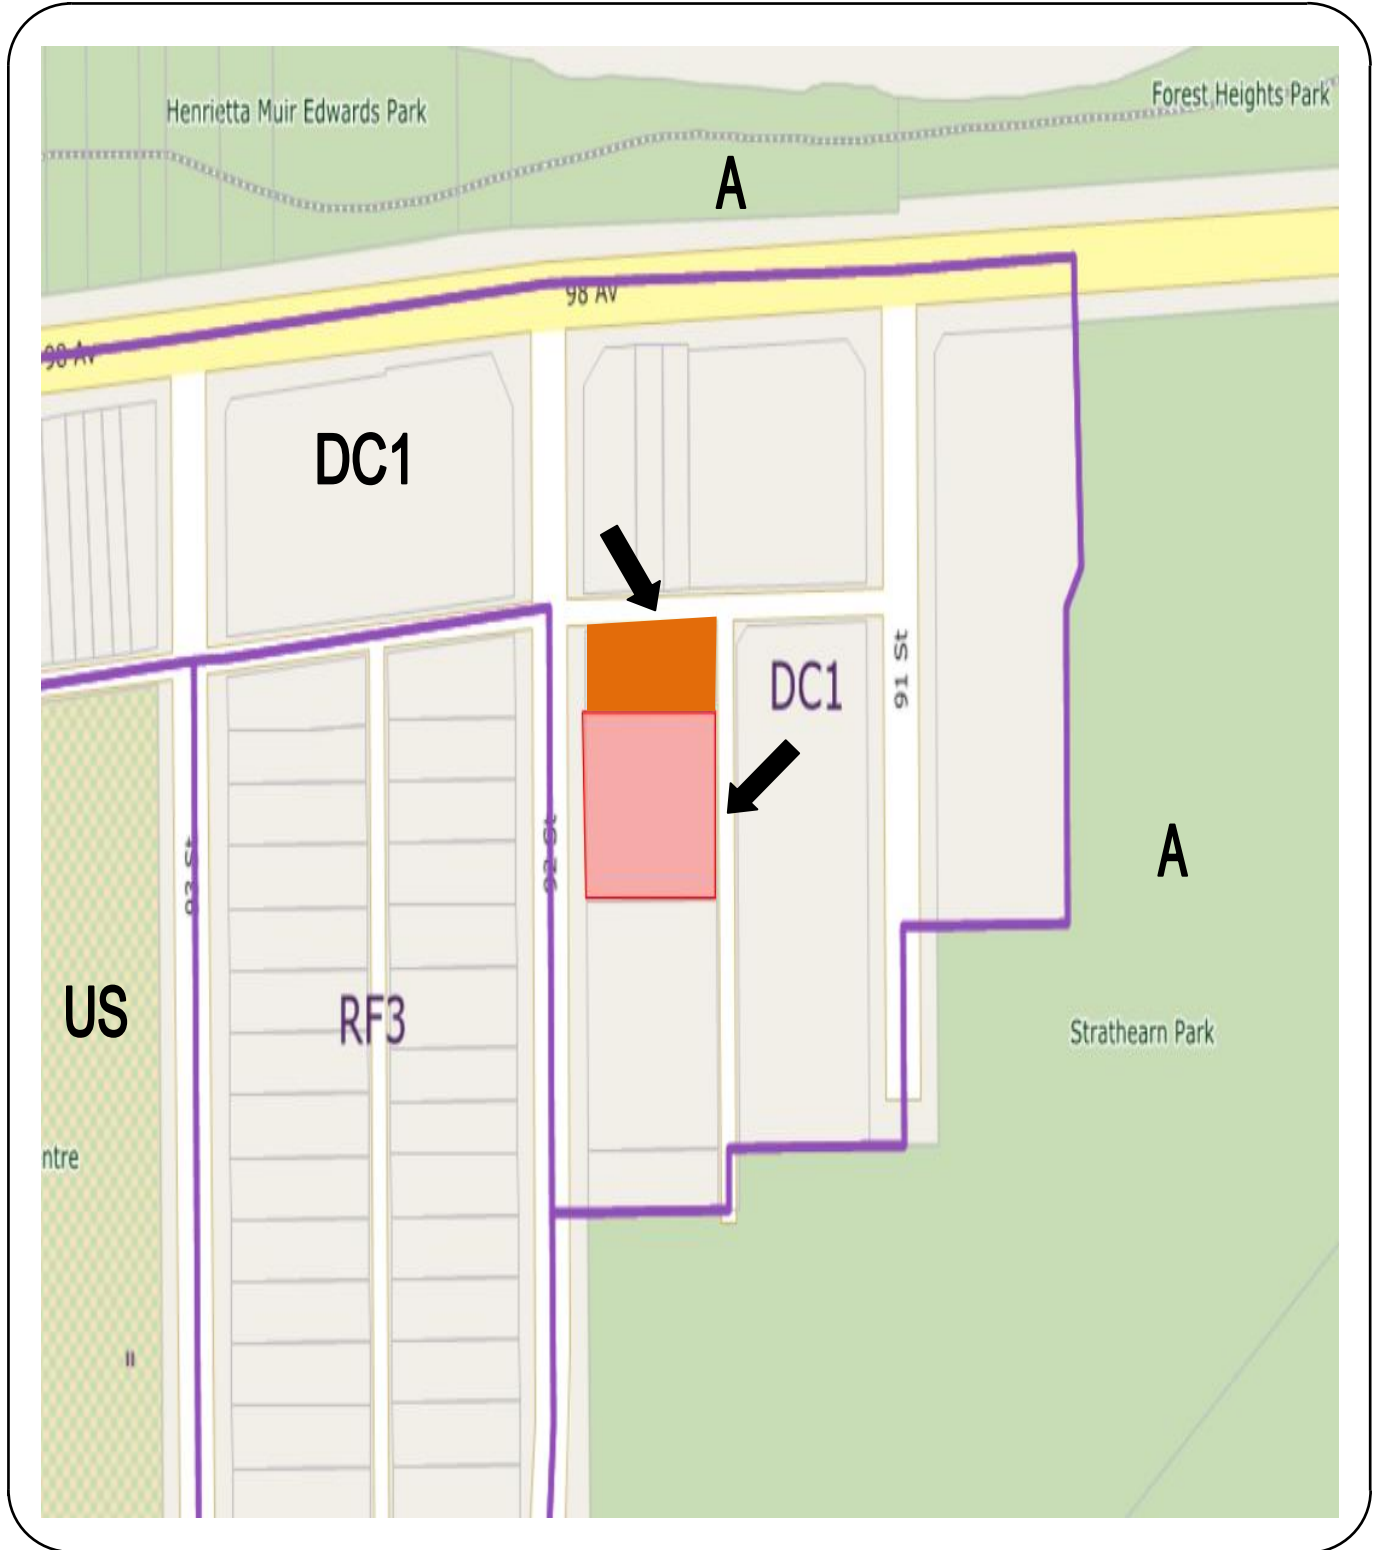 Henrietta Muir Edwards Park
Forest Heights Park
A
98 Av
98 Av
DC1
DC1
91 St
93 St
92 St
A
US
RF3
Strathearn Park
ntre